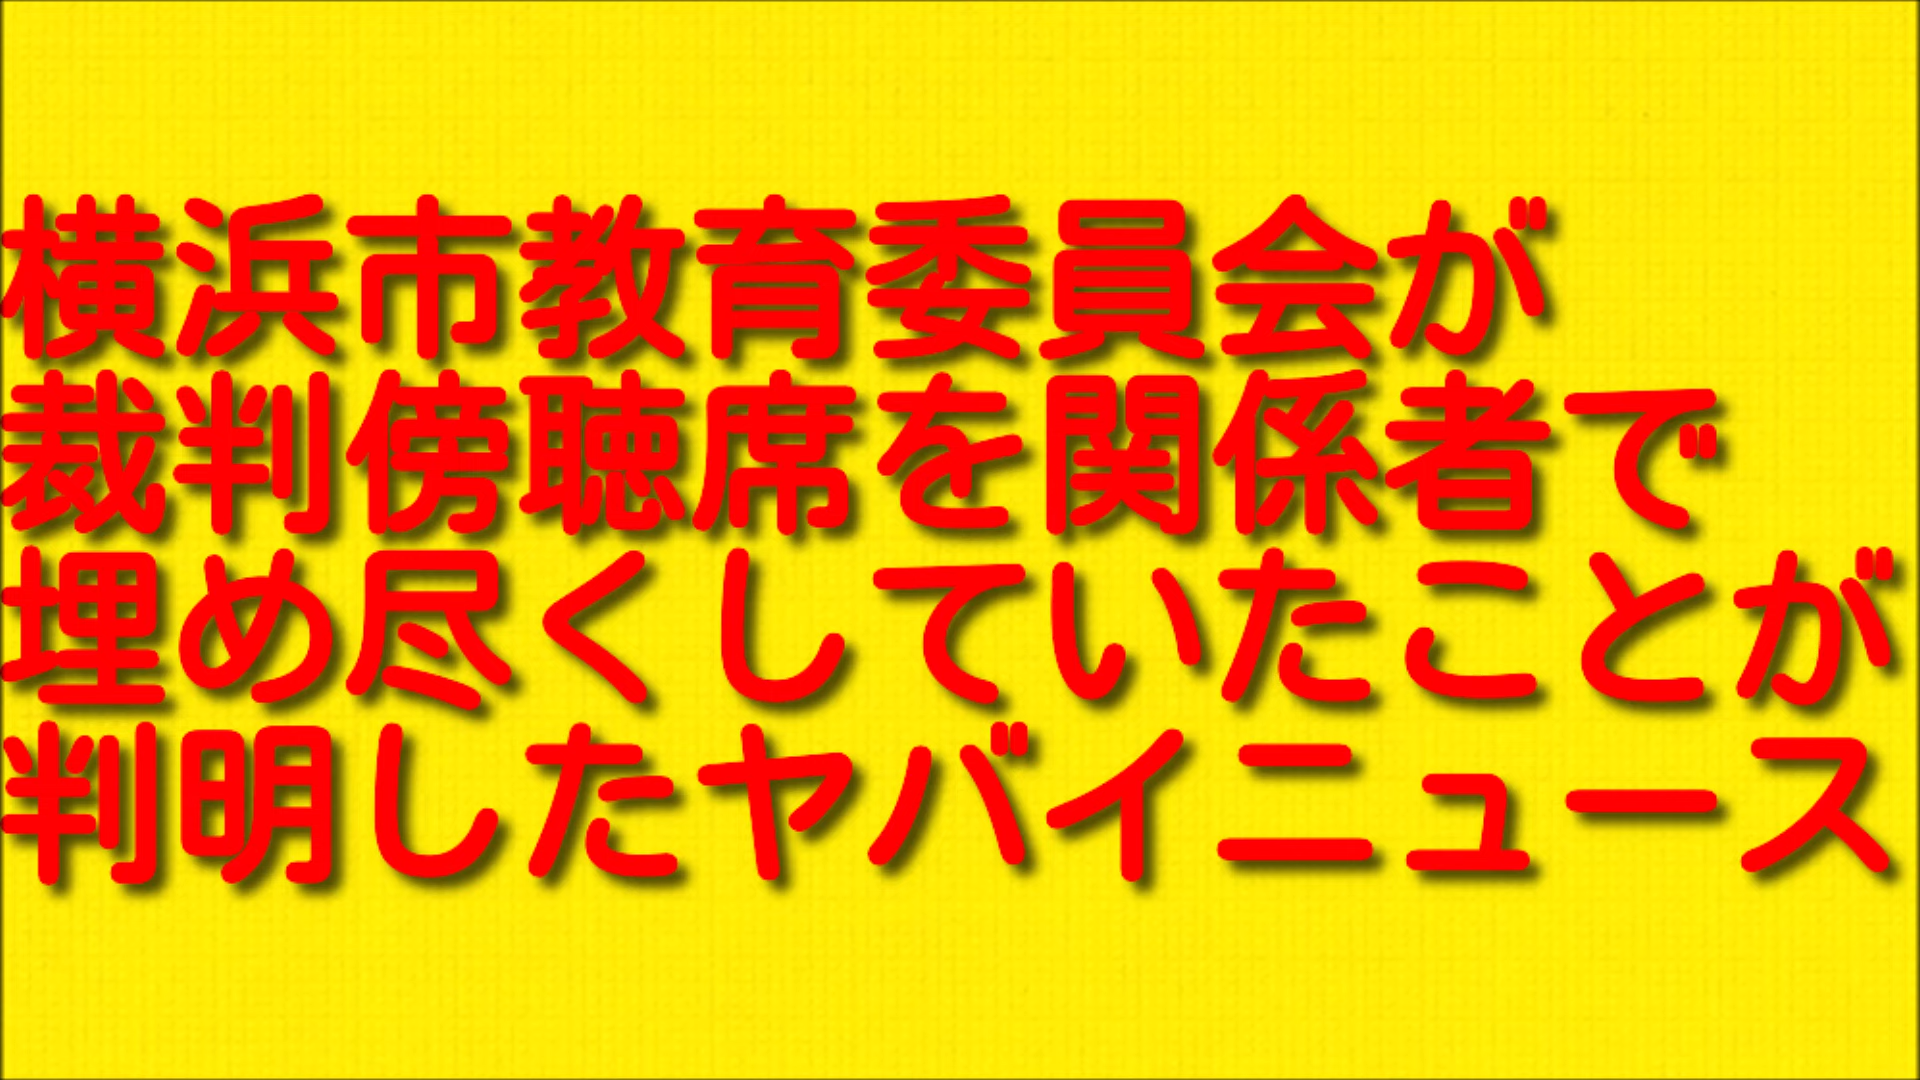 横浜市教育委員会が
裁判傍聴席を関係者で
埋め尽くしていたことが
判明したヤバイニュース